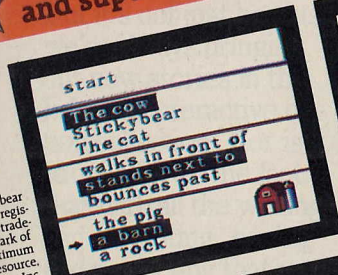 and sup
start
The cow
Stickybear
The cat
walks in front of
stands next to
bounces past
the pig
a barn
a rock
bear
regis-
trade-
ark of
timum
esource.